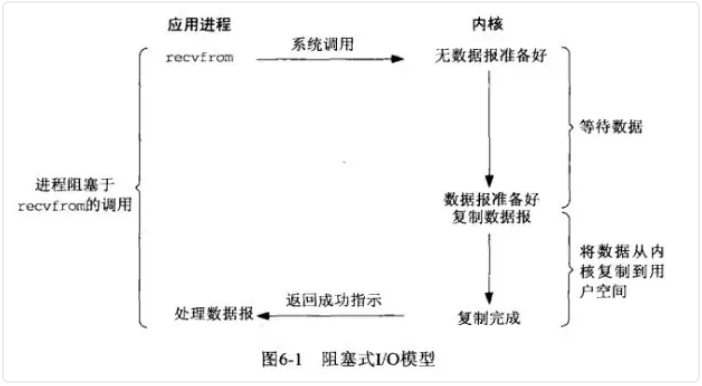 应用进程
内核
recvfrom
系统调用
无数据报准备好
等待数据
进程阻塞于
recvfrom的调用
数据报准备好
复制数据报
将数据从内
核复制到用
户空间
返回成功指示
处理数据报
复制完成
图6-1 阻塞式I/O模型